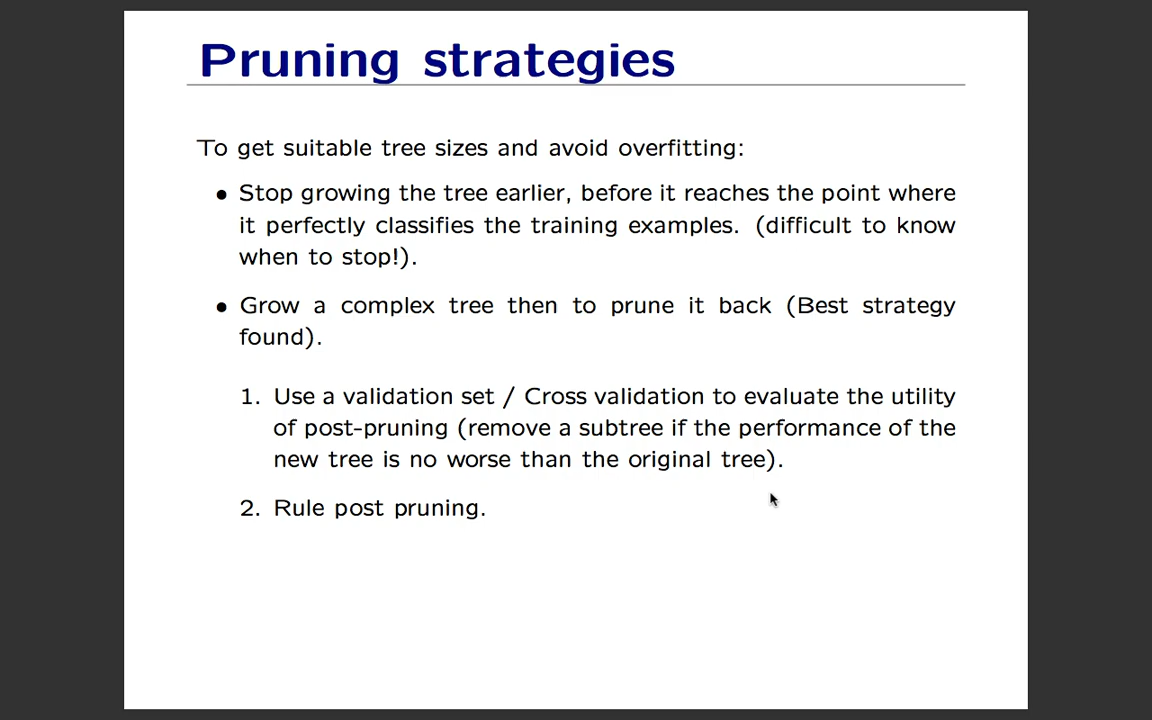 Pruning strategies
To get suitable tree sizes and avoid overfitting:
• Stop growing the tree earlier, before it reaches the point where
it perfectly classifies the training examples. (difficult to know
when to stop!).
• Grow a complex tree then to prune it back (Best strategy
found).
1. Use a validation set / Cross validation to evaluate the utility
of post-pruning (remove a subtree if the performance of the
new tree is no worse than the original tree).
2. Rule post pruning.